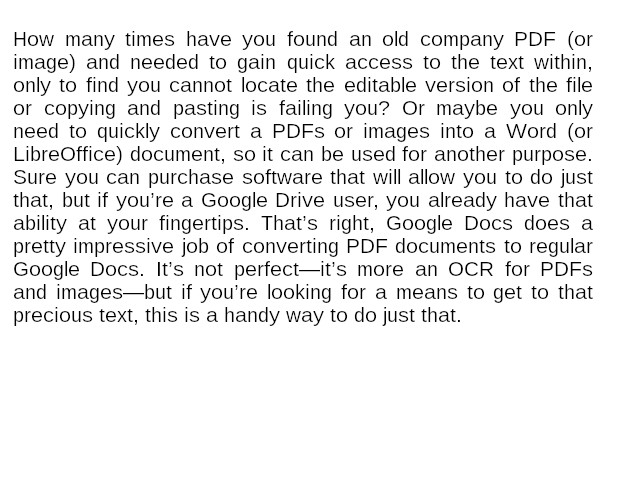 How many times have you found an old company PDF (or
image) and needed to gain quick access to the text within,
only to find you cannot locate the editable version of the file
or copying and pasting is failing you? Or maybe you only
need to quickly convert a PDFs or images into a Word (or
LibreOffice) document, so it can be used for another purpose.
Sure you can purchase software that will allow you to do just
that, but if you’re a Google Drive user, you already have that
ability at your fingertips. That’s right, Google Docs does a
pretty impressive job of converting PDF documents to regular
Google Docs. It’s not perfect—it’s more an OCR for PDFs
and images—but if you’re looking for a means to get to that
precious text, this is a handy way to do just that.